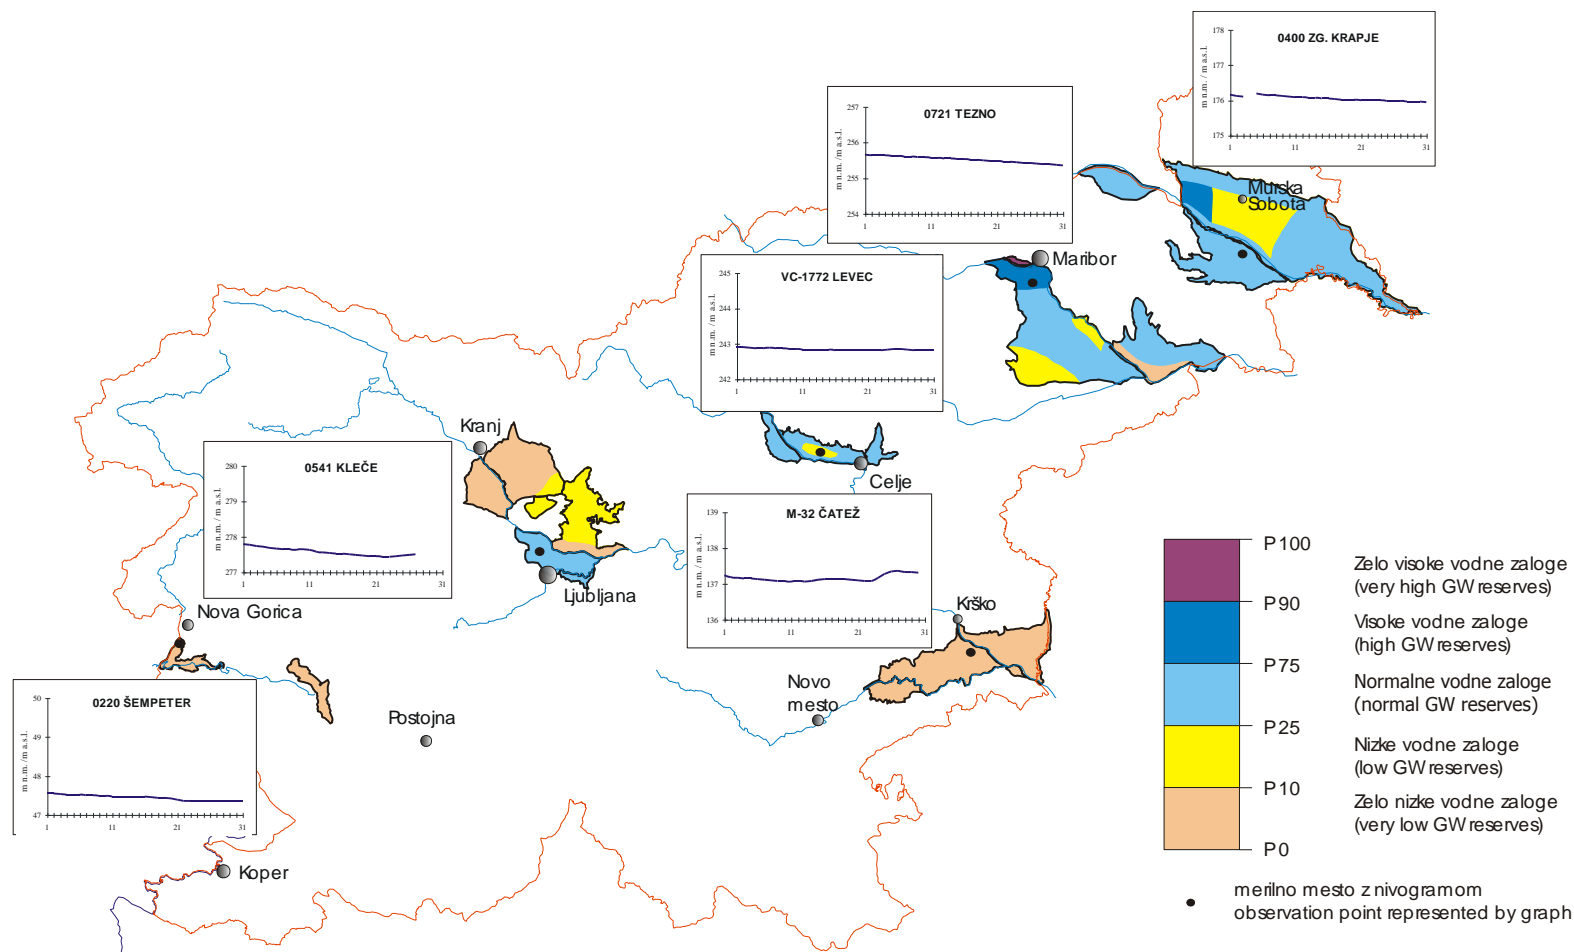 0400 ZG. KRAPJE
m n.m. / m a.s.l.
178
177
176
175
1
11
21
31
0721 TEZNO
m n.m. /m a.s.l.
257
256
255
254
1
11
21
31
Murska
Sobota
Maribor
VC-1772 LEVEC
m n.m. /m a.s.l.
245
244
243
242
1
11
21
31
Kranj
0541 KLEČE
m n.m. / m a.s.l.
280
279
278
277
1
11
21
31
Celje
M-32 ČATEŽ
m n.m. / m a.s.l.
139
138
137
136
1
11
21
31
Ljubljana
Nova Gorica
Krško
Novo
mesto
Postojna
0220 ŠEMPETER
m n.m. /m a.s.l.
50
49
48
47
1
11
21
31
Koper
P100
Zelo visoke vodne zaloge
(very high GW reserves)
P90
Visoke vodne zaloge
(high GW reserves)
P75
Normalne vodne zaloge
(normal GW reserves)
P25
Nizke vodne zaloge
(low GW reserves)
P10
Zelo nizke vodne zaloge
(very low GW reserves)
P0
merilno mesto z nivogramom
observation point represented by graph